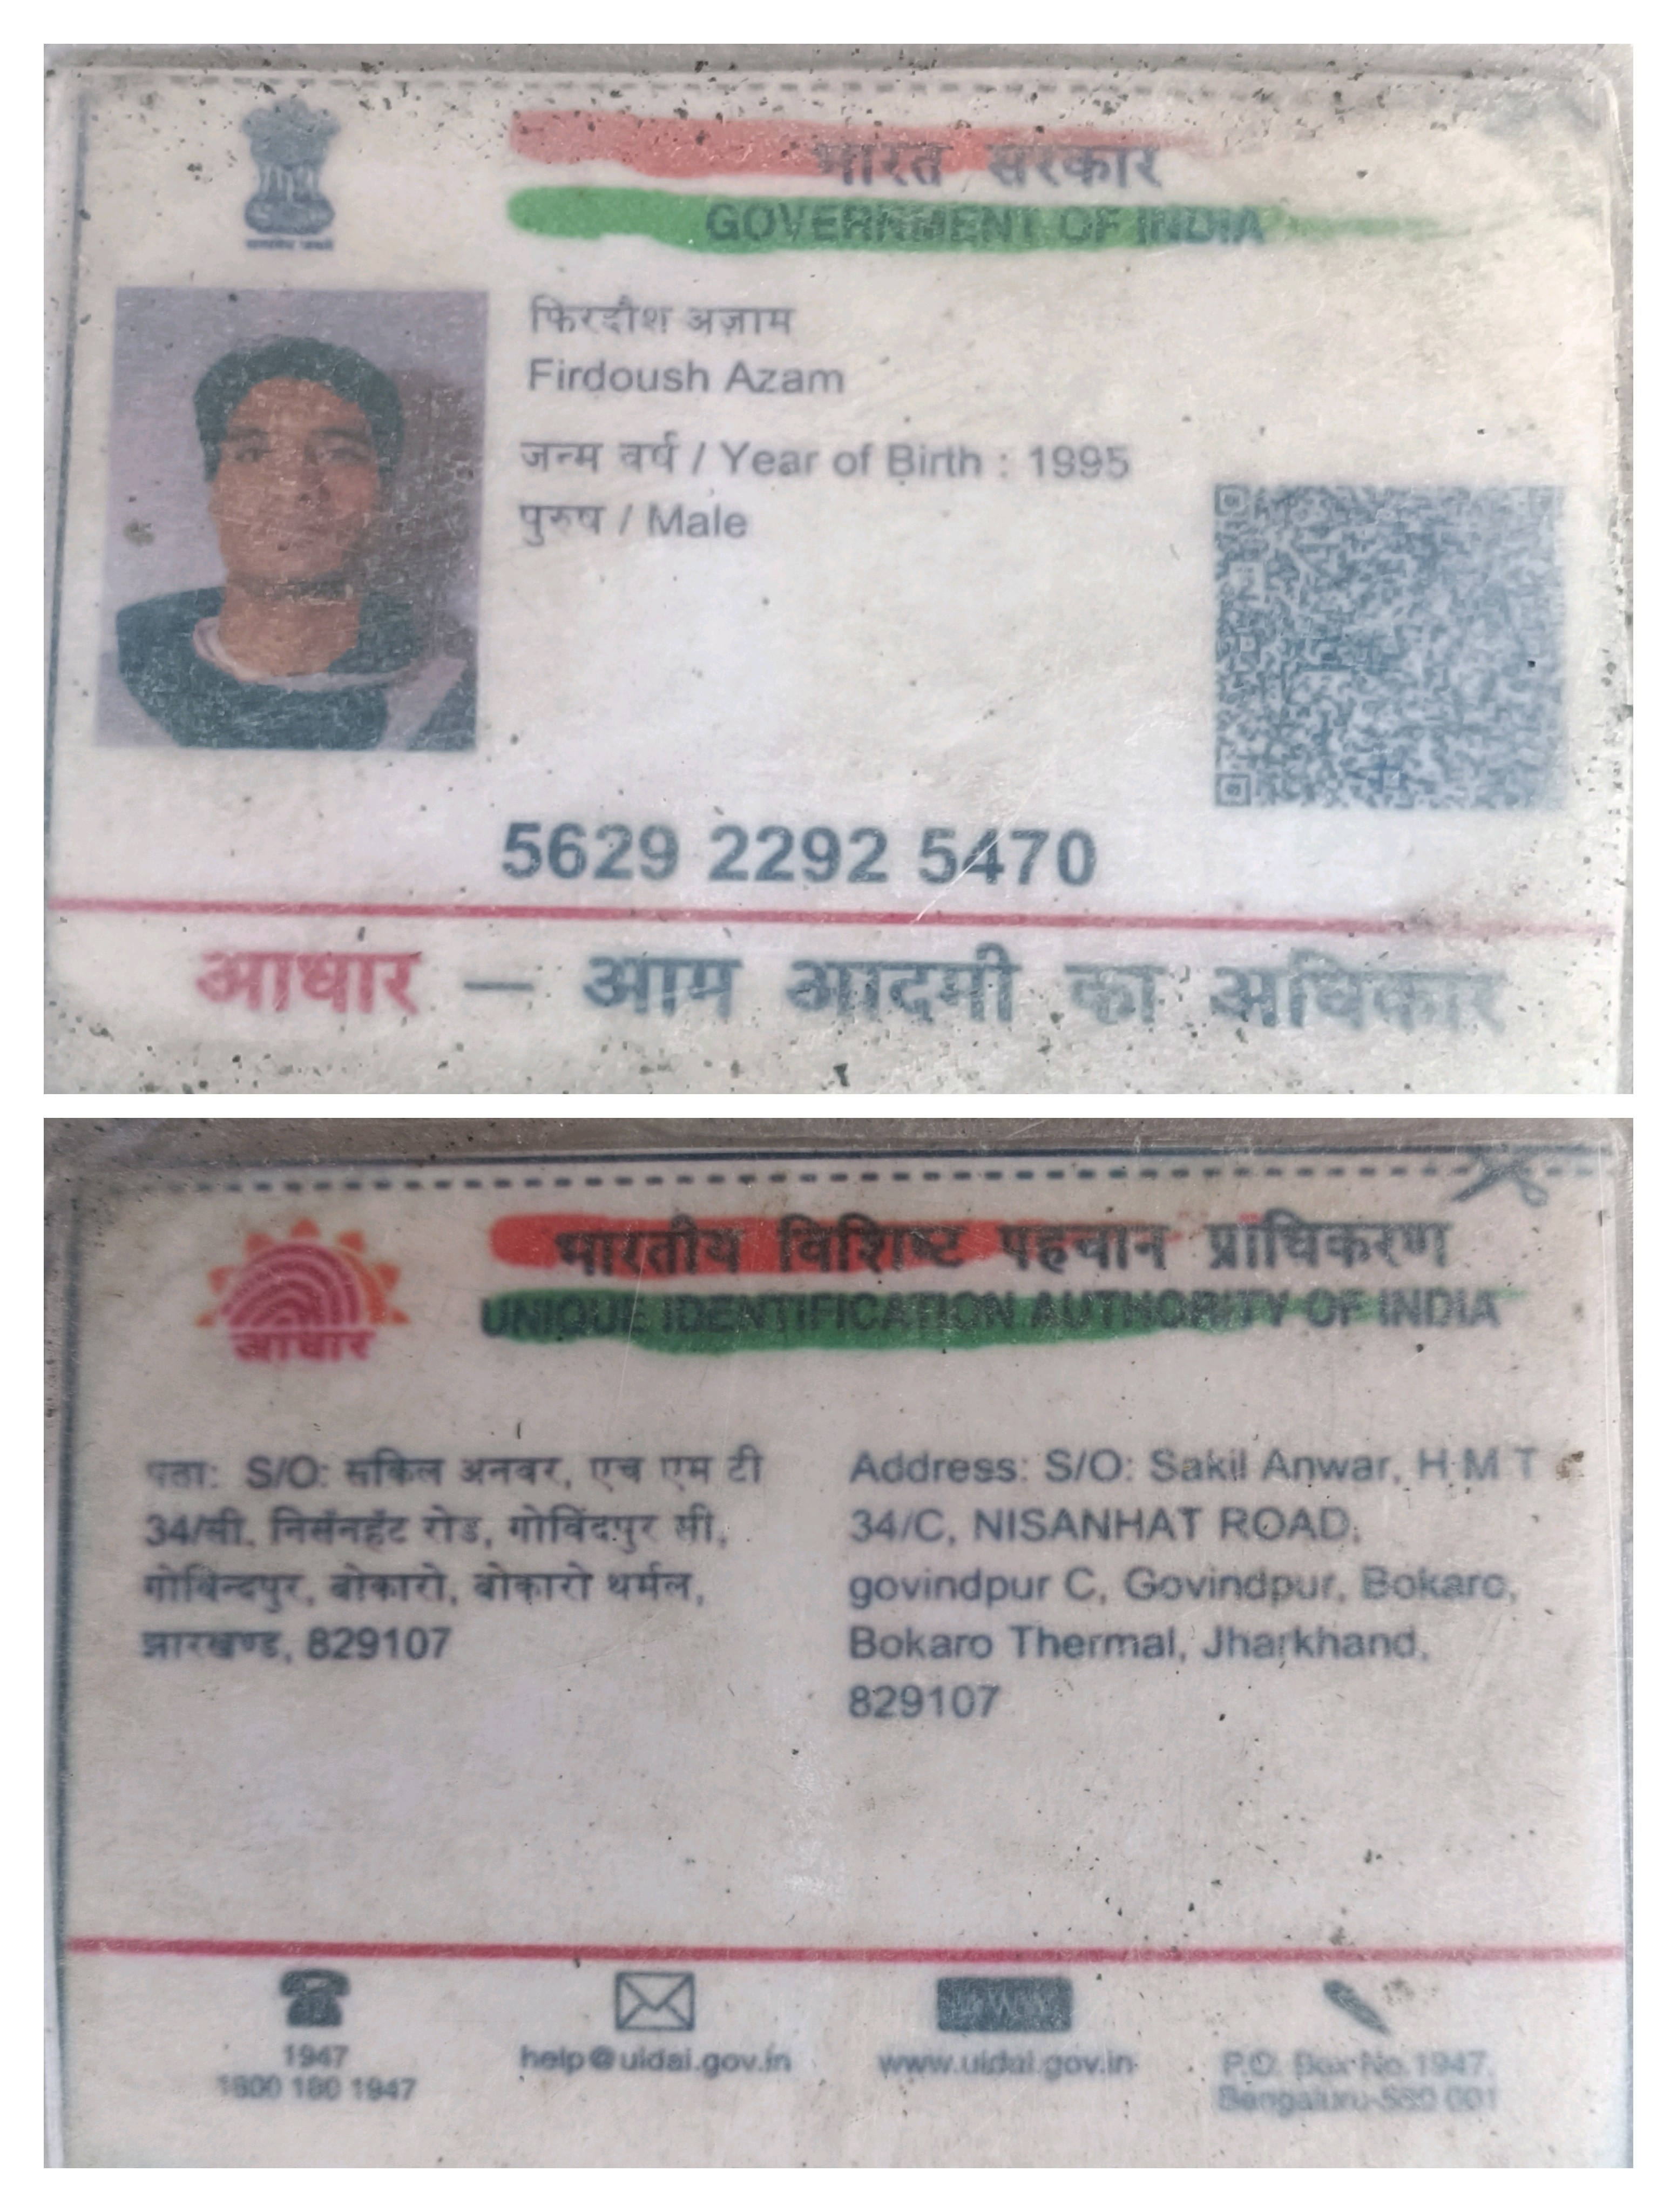 भारत सरकार
GOVERNMENT OF INDIA
फिरदौश अज़ाम
Firdoush Azam
जन्म वर्ष / Year of Birth : 1995
पुरुष / Male
5629 2292 5470
आधार — आम आदमी का अधिकार
भारतीय विशिष्ट पहचान प्राधिकरण
UNIQUE IDENTIFICATION AUTHORITY OF INDIA
आधार
पता: S/O: सकिल अनवर, एच एम टी
34/सी, निसॅनहॅट रोड, गोविंदपुर सी,
गोबिन्दपुर, बोकारो, बोकारो थर्मल,
झारखण्ड, 829107
Address: S/O: Sakil Anwar, H M T
34/C, NISANHAT ROAD,
govindpur C, Govindpur, Bokaro,
Bokaro Thermal, Jharkhand,
829107
1947
1800 180 1947
help@uidai.gov.in
www
www.uidai.gov.in
P.O. Box No.1947,
Bengaluru-560 001